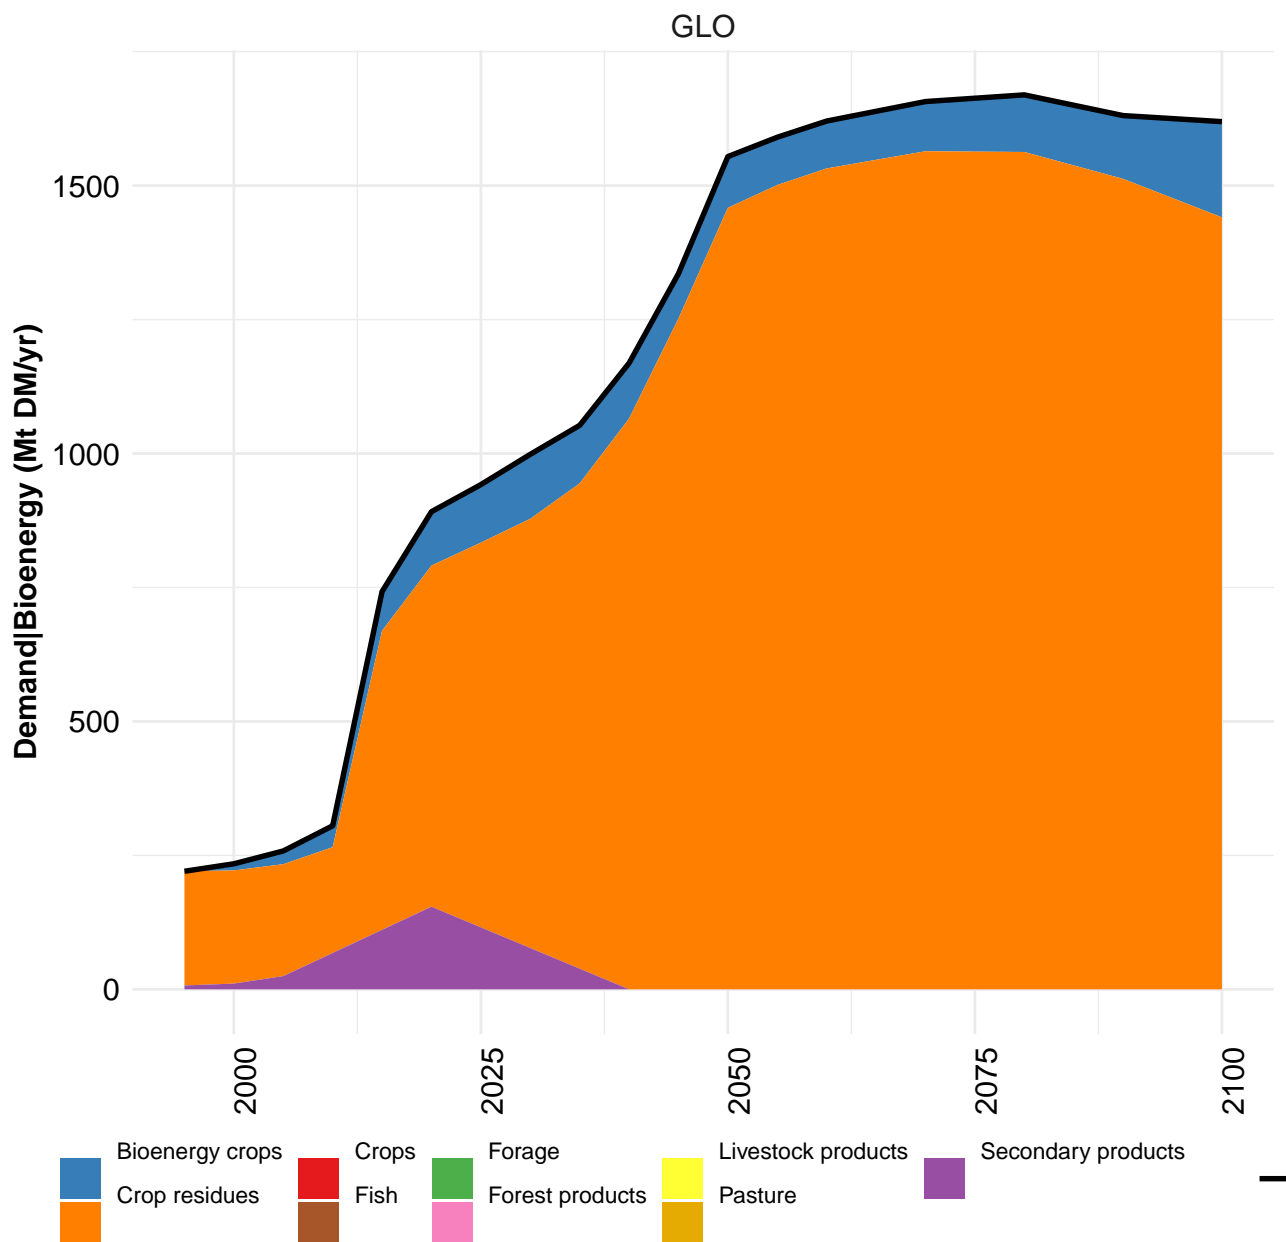 GLO
Demand|Bioenergy (Mt DM/yr)
1500
1000
500
0
2000
2025
2050
2075
2100
Bioenergy crops
Crops
Forage
Livestock products
Secondary products
Crop residues
Fish
Forest products
Pasture